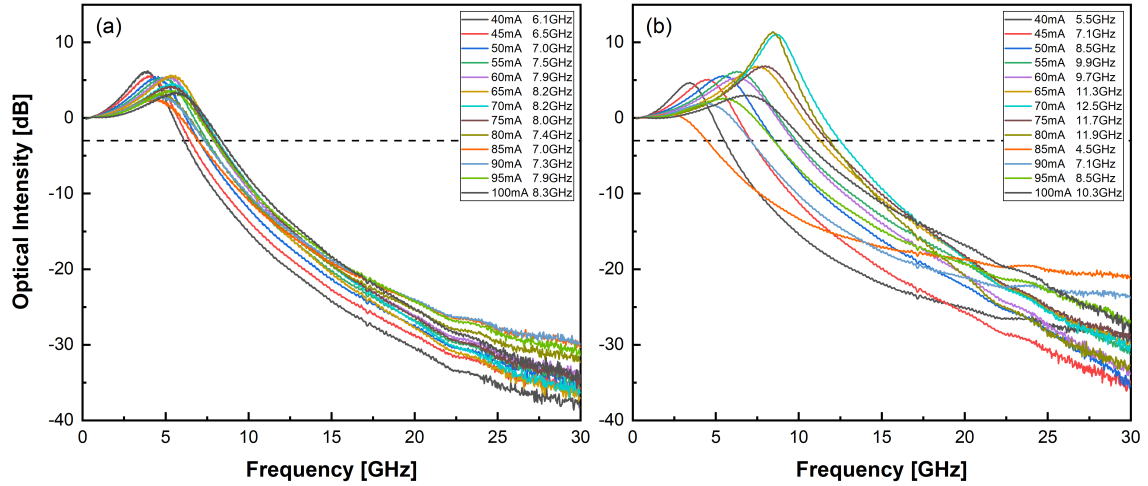 (a)
40mA 6.1GHz
45mA 6.5GHz
50mA 7.0GHz
55mA 7.5GHz
60mA 7.9GHz
65mA 8.2GHz
70mA 8.2GHz
75mA 8.0GHz
80mA 7.4GHz
85mA 7.0GHz
90mA 7.3GHz
95mA 7.9GHz
100mA 8.3GHz
10
0
-10
-20
-30
-40
Optical Intensity [dB]
0 5 10 15 20 25 30
Frequency [GHz]
(b)
40mA 5.5GHz
45mA 7.1GHz
50mA 8.5GHz
55mA 9.9GHz
60mA 9.7GHz
65mA 11.3GHz
70mA 12.5GHz
75mA 11.7GHz
80mA 11.9GHz
85mA 4.5GHz
90mA 7.1GHz
95mA 8.5GHz
100mA 10.3GHz
10
0
-10
-20
-30
-40
0 5 10 15 20 25 30
Frequency [GHz]